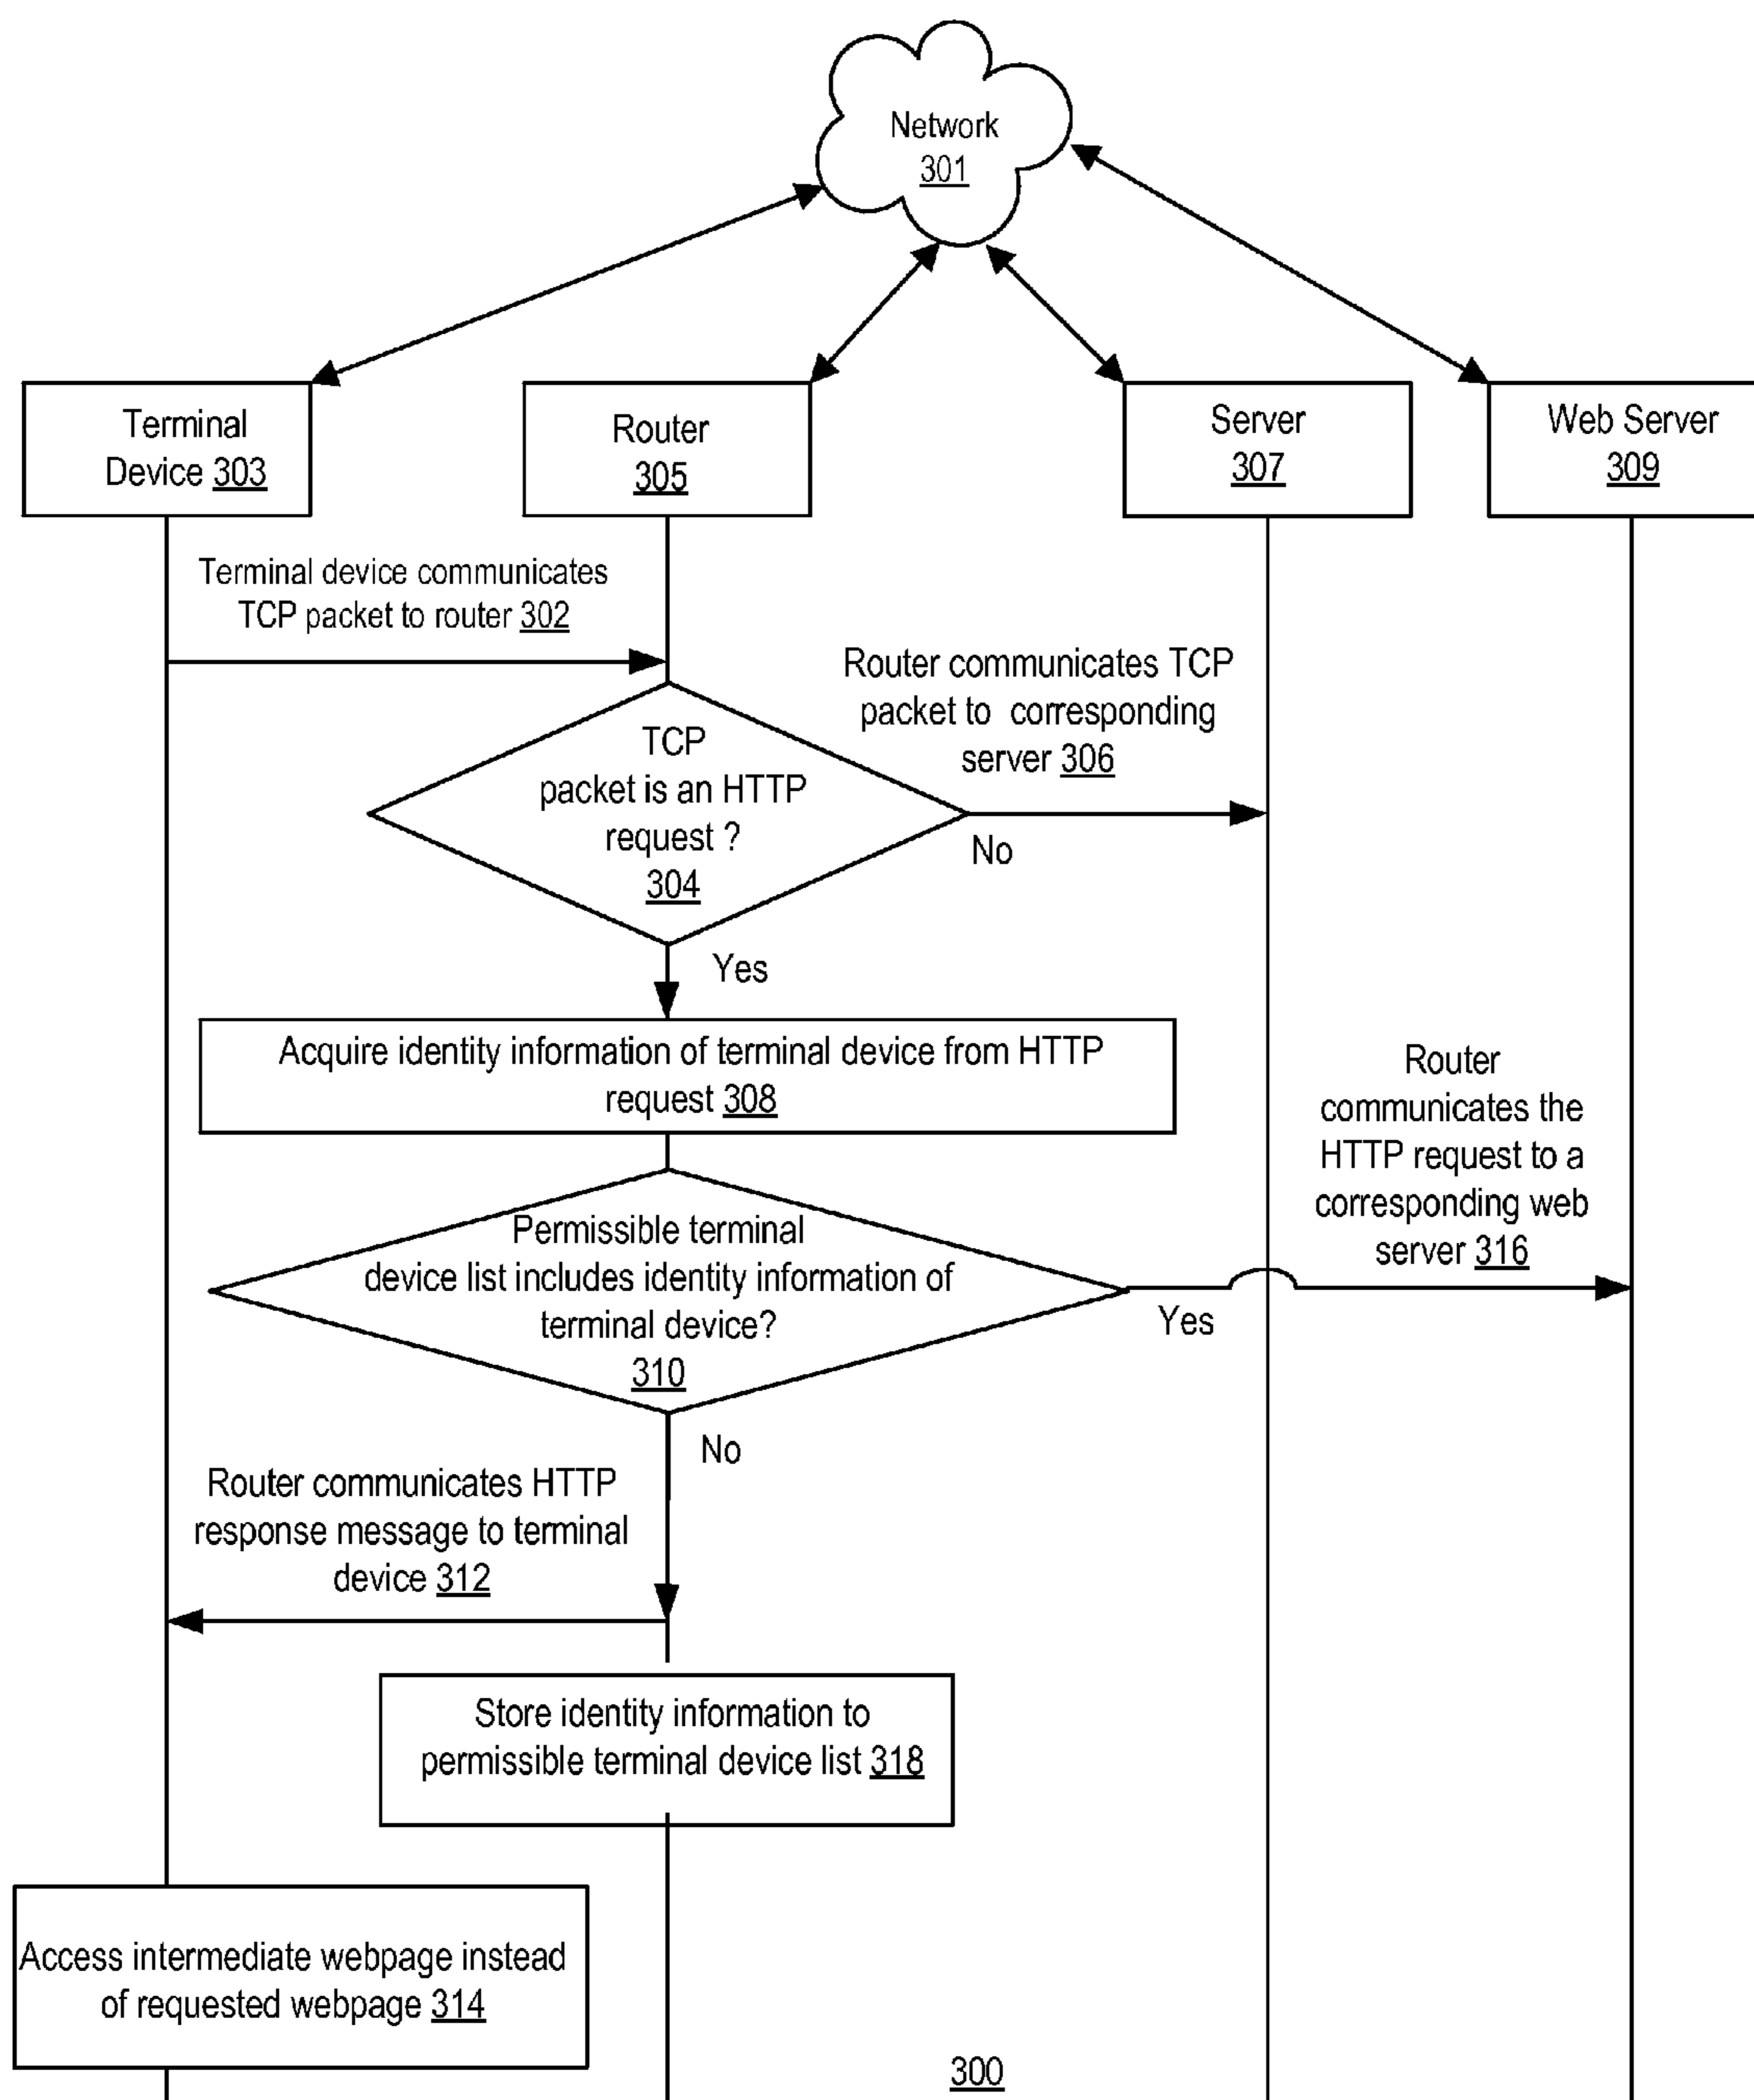 Network
301
Terminal
Device 303
Router
305
Server
307
Web Server
309
Terminal device communicates
TCP packet to router 302
Router communicates TCP
packet to corresponding
server 306
TCP
packet is an HTTP
request ?
304
No
Yes
Acquire identity information of terminal device from HTTP
request 308
Router
communicates the
HTTP request to a
corresponding web
server 316
Permissible terminal
device list includes identity information of
terminal device?
310
Yes
No
Router communicates HTTP
response message to terminal
device 312
Store identity information to
permissible terminal device list 318
Access intermediate webpage instead
of requested webpage 314
300